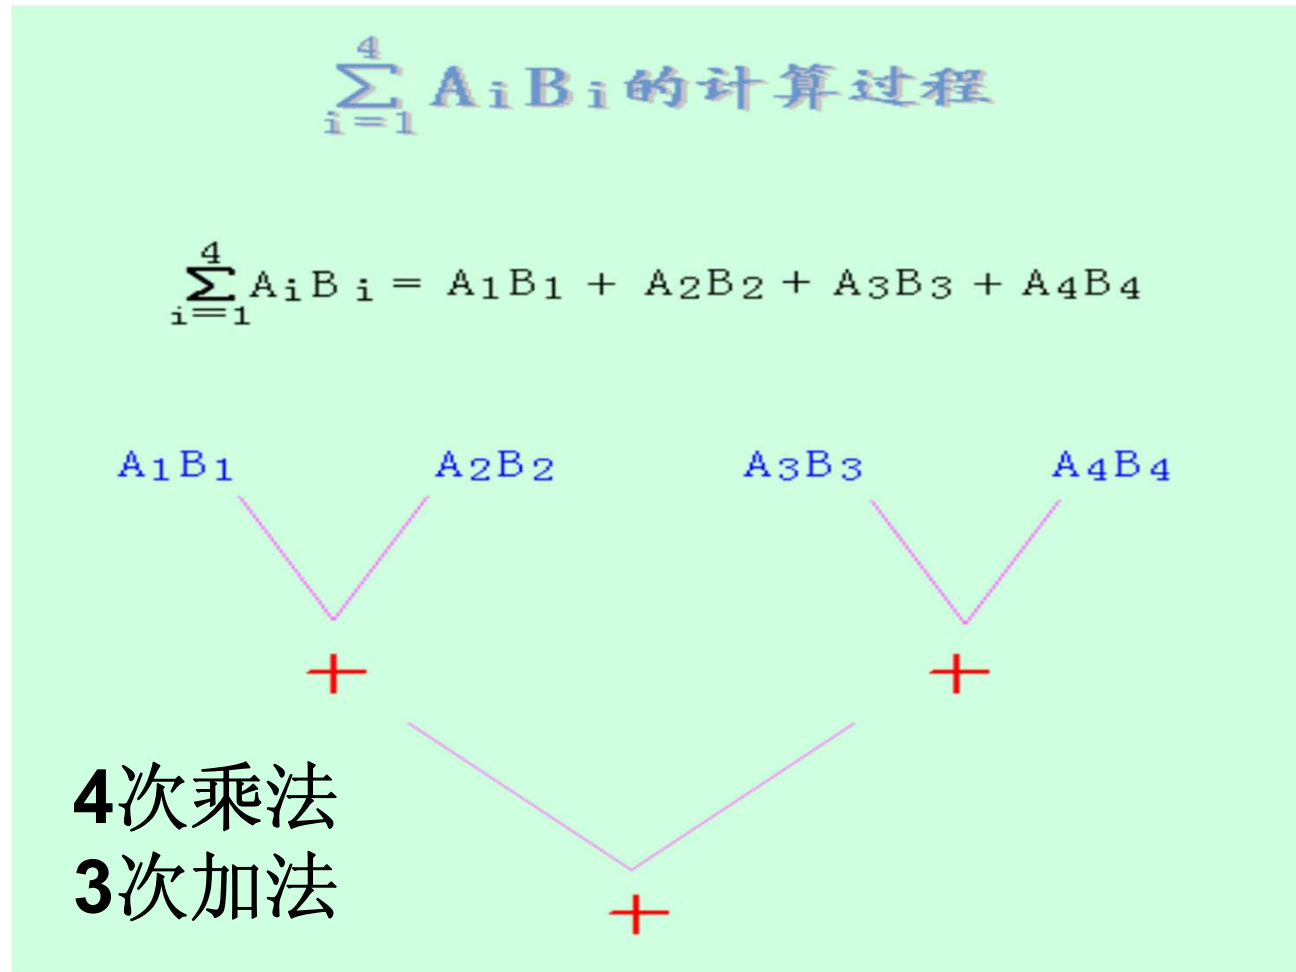 4
∑ AiBi的计算过程
i=1
4
∑ AiBi = A1B1 + A2B2 + A3B3 + A4B4
i=1
A1B1 A2B2 A3B3 A4B4
+ +
4次乘法
3次加法
+